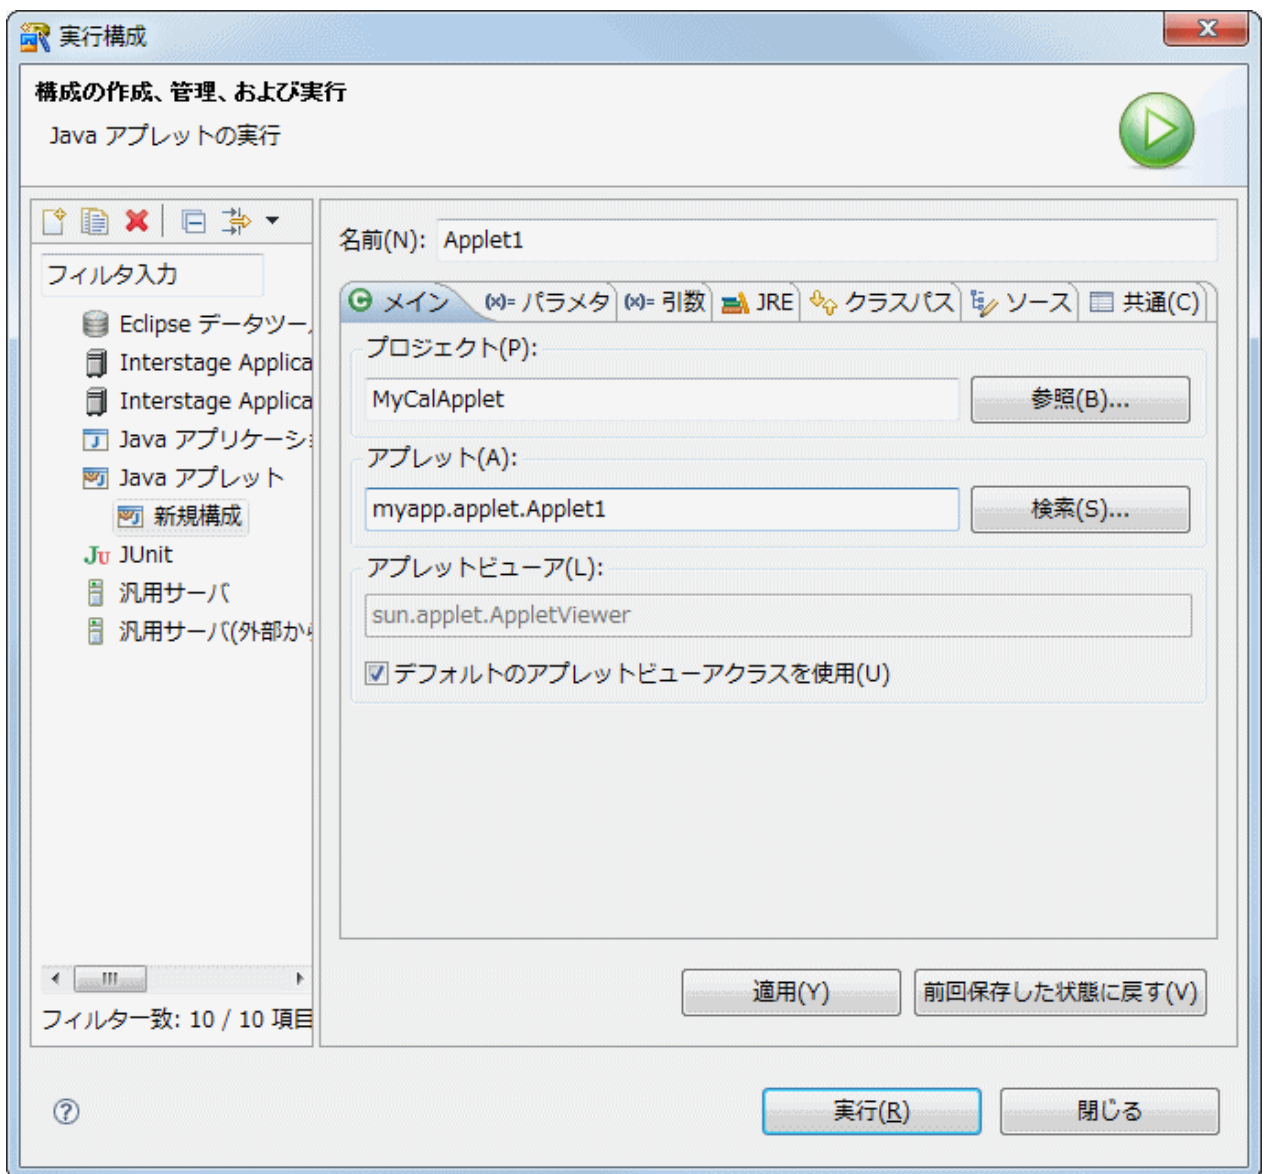 実行構成
構成の作成、管理、および実行
Java アプレットの実行
フィルタ入力
Eclipse データツー
Interstage Applica
Interstage Applica
Java アプリケーショ
Java アプレット
新規構成
JUnit
汎用サーバ
汎用サーバ(外部か
フィルター致: 10 / 10 項目
名前(N): Applet1
メイン (x)= パラメタ (x)= 引数 JRE クラスパス ソース 共通(C)
プロジェクト(P):
MyCalApplet 参照(B)...
アプレット(A):
myapp.applet.Applet1 検索(S)...
アプレットビューア(L):
sun.applet.AppletViewer
デフォルトのアプレットビューアクラスを使用(U)
適用(Y) 前回保存した状態に戻す(V)
実行(R) 閉じる